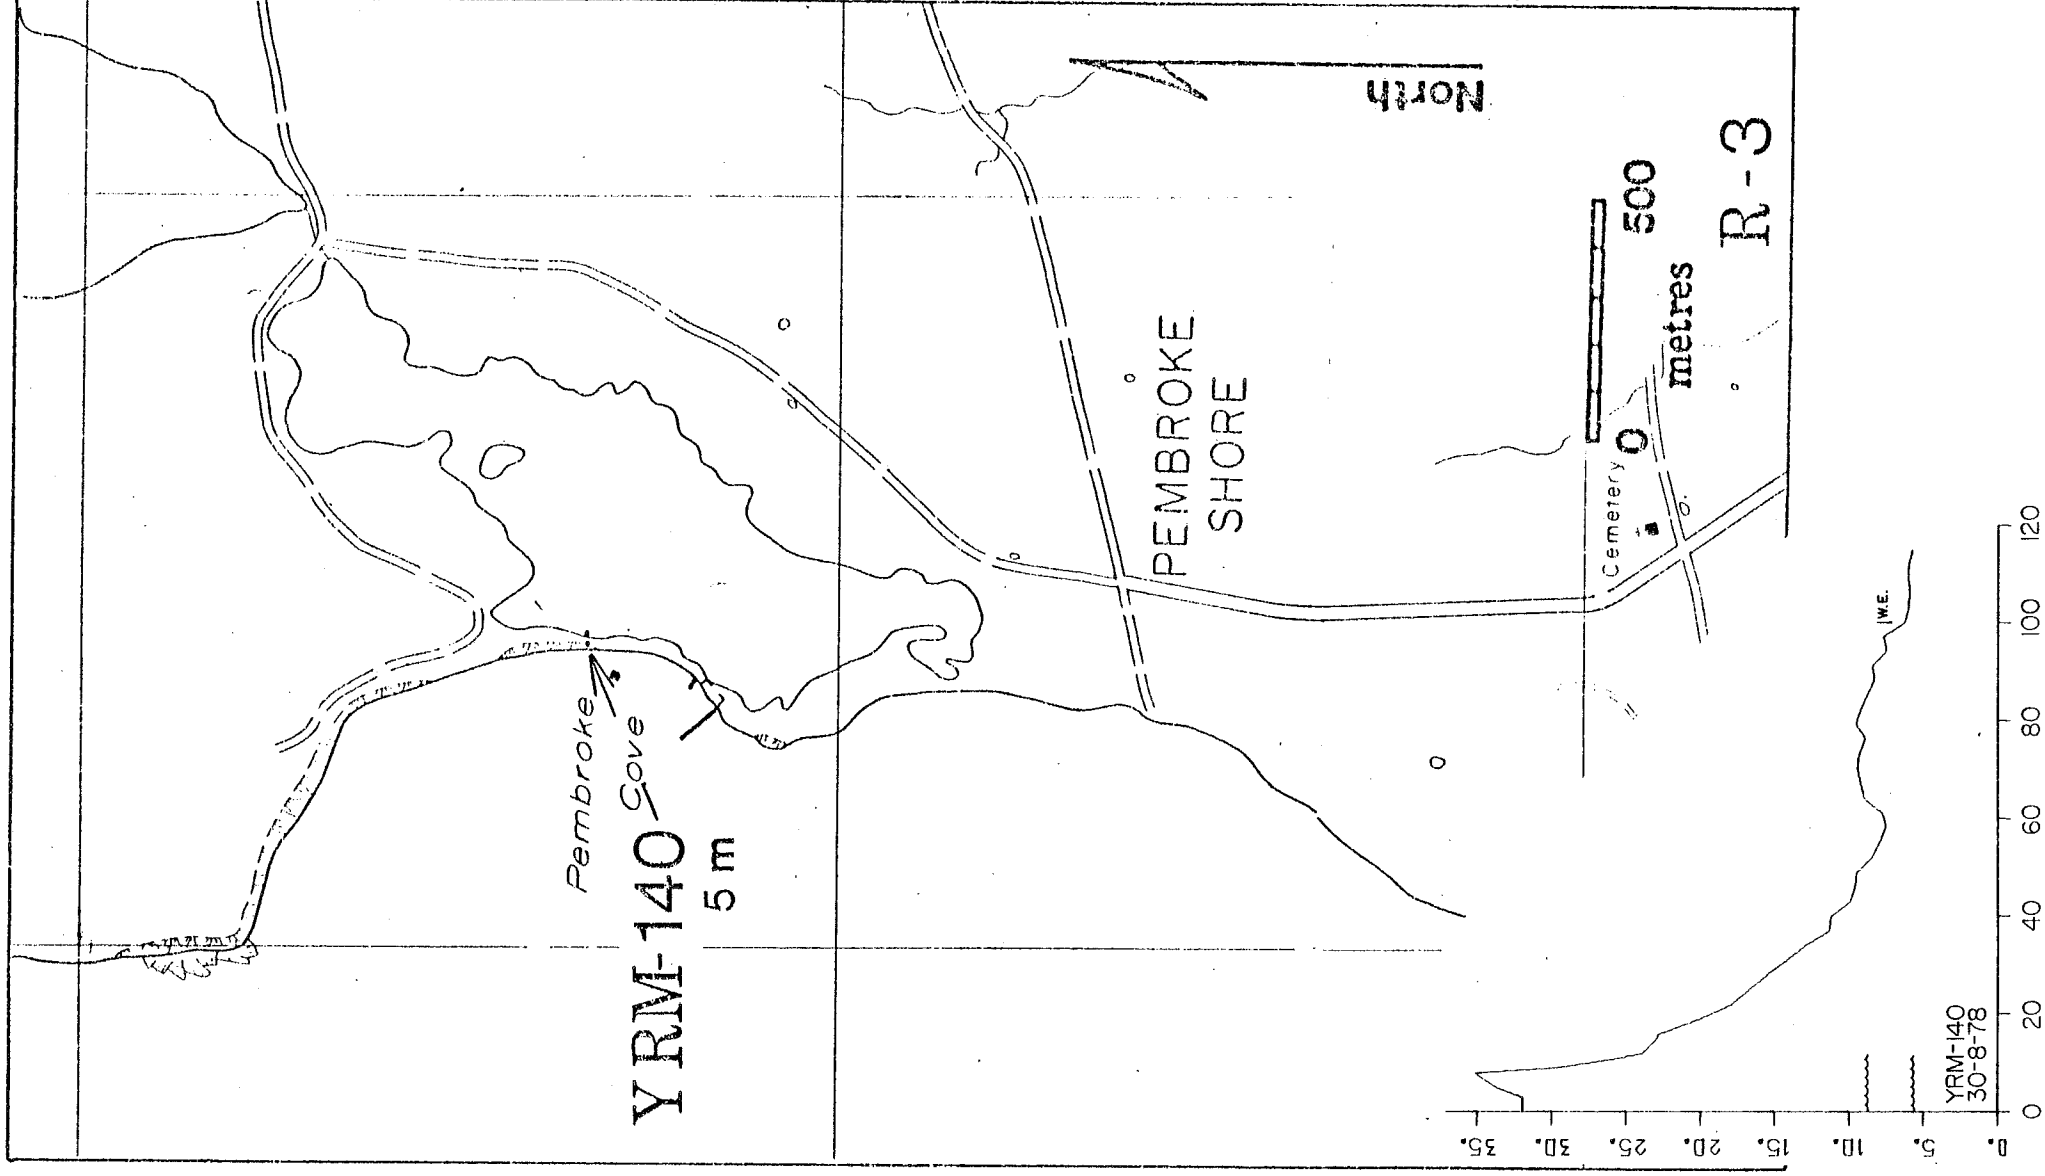 North
Pembroke
Cove
YRM-140
5 m
PEMBROKE
SHORE
Cemetery
0 500
metres
R-3
W.E.
YRM-140
30-8-78
35.
30.
25.
20.
15.
10.
5.
0.
0 20 40 60 80 100 120